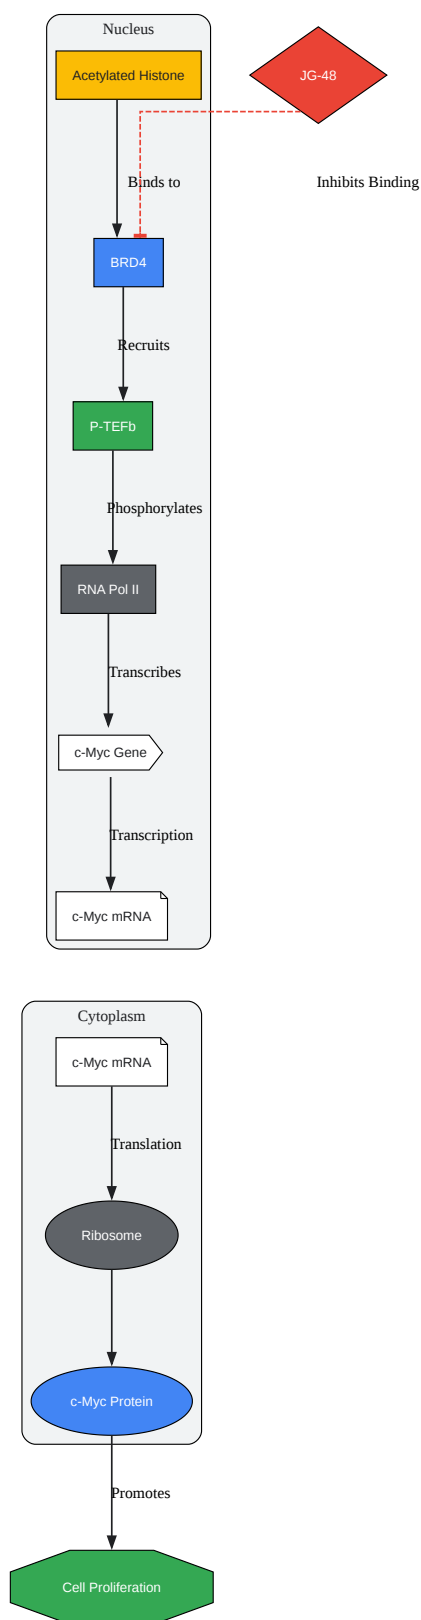 Nucleus
Acetylated Histone
JG-48
Binds to
Inhibits Binding
BRD4
Recruits
P-TEFb
Phosphorylates
RNA Pol II
Transcribes
c-Myc Gene
Transcription
c-Myc mRNA
Cytoplasm
c-Myc mRNA
Translation
Ribosome
c-Myc Protein
Promotes
Cell Proliferation